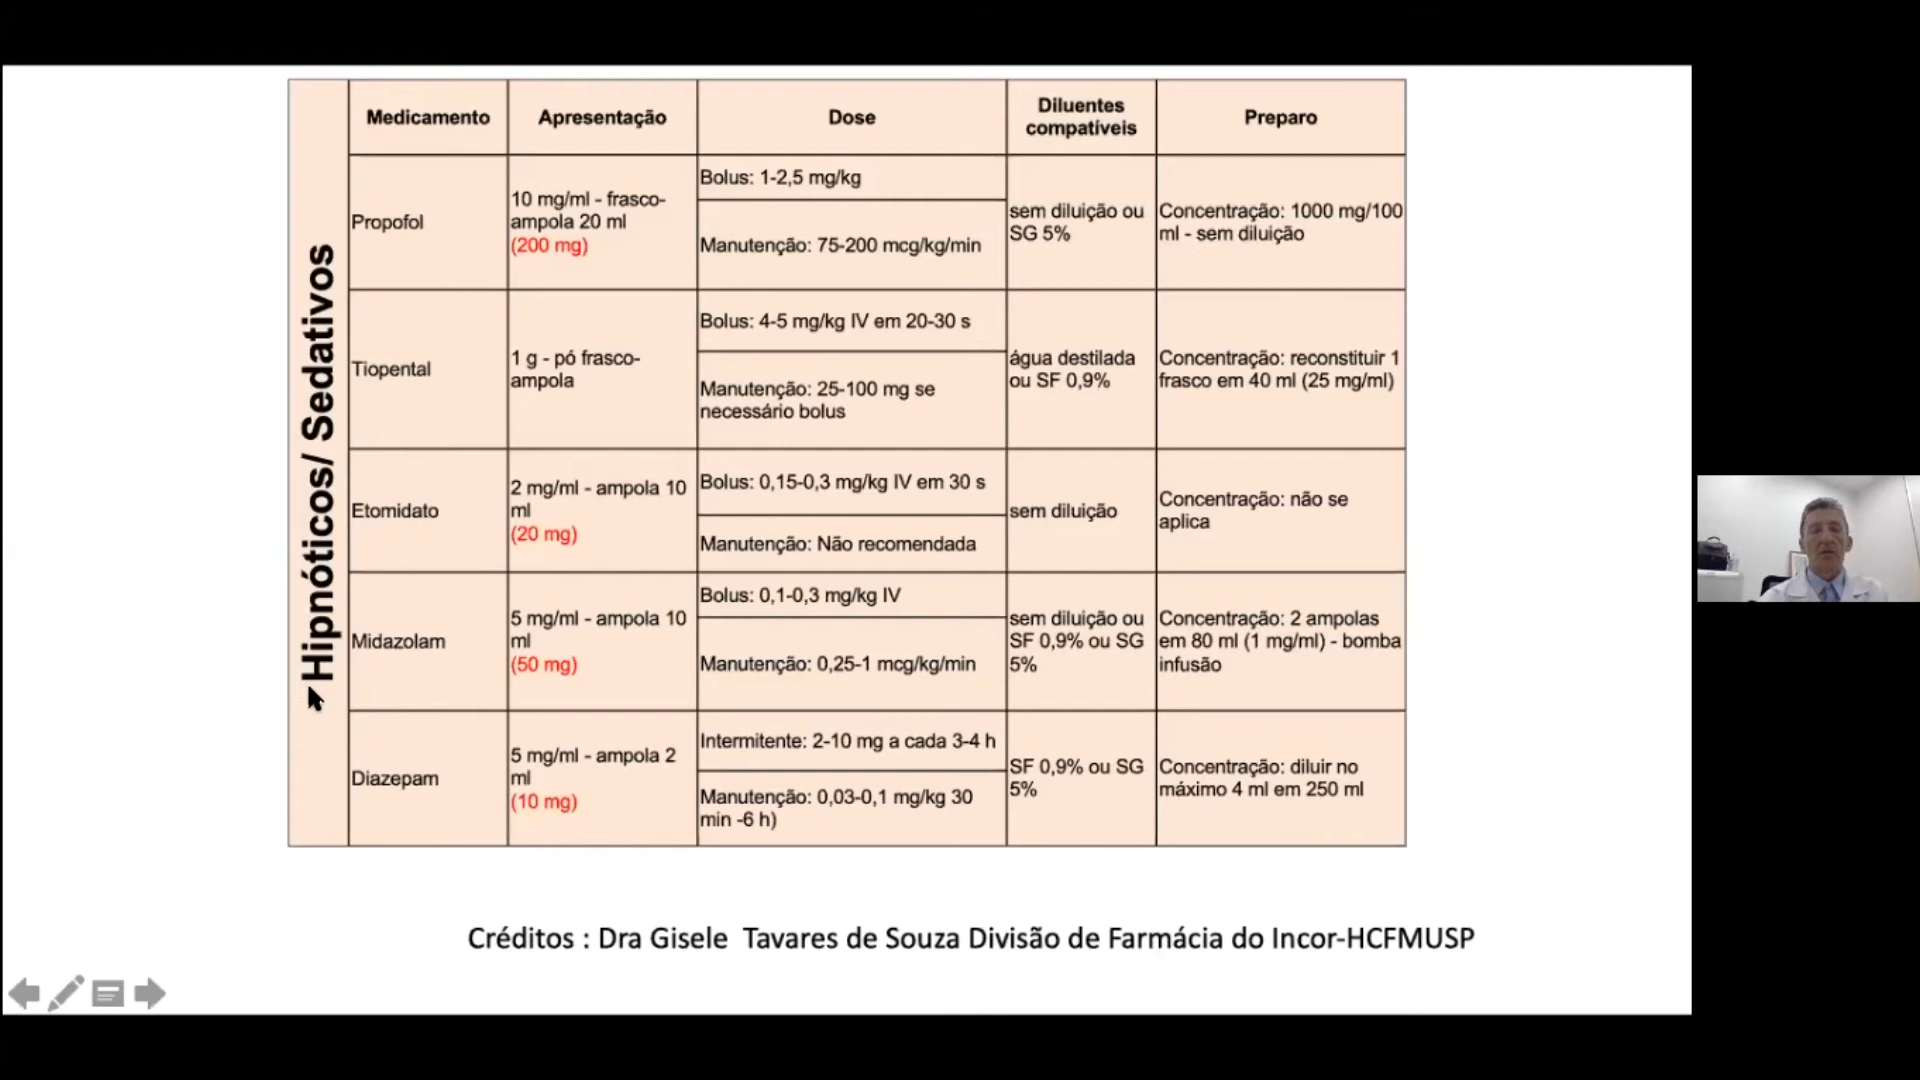 Hipnóticos/ Sedativos
Medicamento
Apresentação
Dose
Diluentes
compatíveis
Preparo
Propofol
10 mg/ml - frasco-
ampola 20 ml
(200 mg)
Bolus: 1-2,5 mg/kg
Manutenção: 75-200 mcg/kg/min
sem diluição ou
SG 5%
Concentração: 1000 mg/100
ml - sem diluição
Tiopental
1 g - pó frasco-
ampola
Bolus: 4-5 mg/kg IV em 20-30 s
Manutenção: 25-100 mg se
necessário bolus
água destilada
ou SF 0,9%
Concentração: reconstituir 1
frasco em 40 ml (25 mg/ml)
Etomidato
2 mg/ml - ampola 10
ml
(20 mg)
Bolus: 0,15-0,3 mg/kg IV em 30 s
Manutenção: Não recomendada
sem diluição
Concentração: não se
aplica
Midazolam
5 mg/ml - ampola 10
ml
(50 mg)
Bolus: 0,1-0,3 mg/kg IV
Manutenção: 0,25-1 mcg/kg/min
sem diluição ou
SF 0,9% ou SG
5%
Concentração: 2 ampolas
em 80 ml (1 mg/ml) - bomba
infusão
Diazepam
5 mg/ml - ampola 2
ml
(10 mg)
Intermitente: 2-10 mg a cada 3-4 h
Manutenção: 0,03-0,1 mg/kg 30
min -6 h)
SF 0,9% ou SG
5%
Concentração: diluir no
máximo 4 ml em 250 ml
Créditos : Dra Gisele  Tavares de Souza Divisão de Farmácia do Incor-HCFMUSP